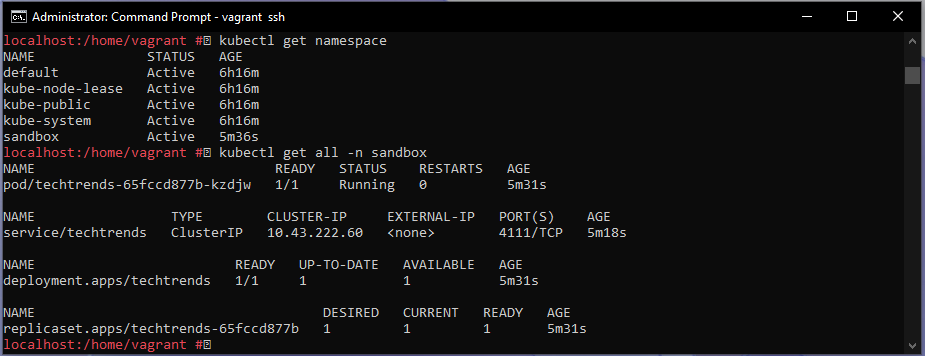 Administrator: Command Prompt - vagrant ssh
localhost:/home/vagrant # kubectl get namespace
NAME STATUS AGE
default Active 6h16m
kube-node-lease Active 6h16m
kube-public Active 6h16m
kube-system Active 6h16m
sandbox Active 5m36s
localhost:/home/vagrant # kubectl get all -n sandbox
NAME READY STATUS RESTARTS AGE
pod/techtrends-65fccd877b-kzdjw 1/1 Running 0 5m31s
NAME TYPE CLUSTER-IP EXTERNAL-IP PORT(S) AGE
service/techtrends ClusterIP 10.43.222.60 <none> 4111/TCP 5m18s
NAME READY UP-TO-DATE AVAILABLE AGE
deployment.apps/techtrends 1/1 1 1 5m31s
NAME DESIRED CURRENT READY AGE
replicaset.apps/techtrends-65fccd877b 1 1 1 5m31s
localhost:/home/vagrant #